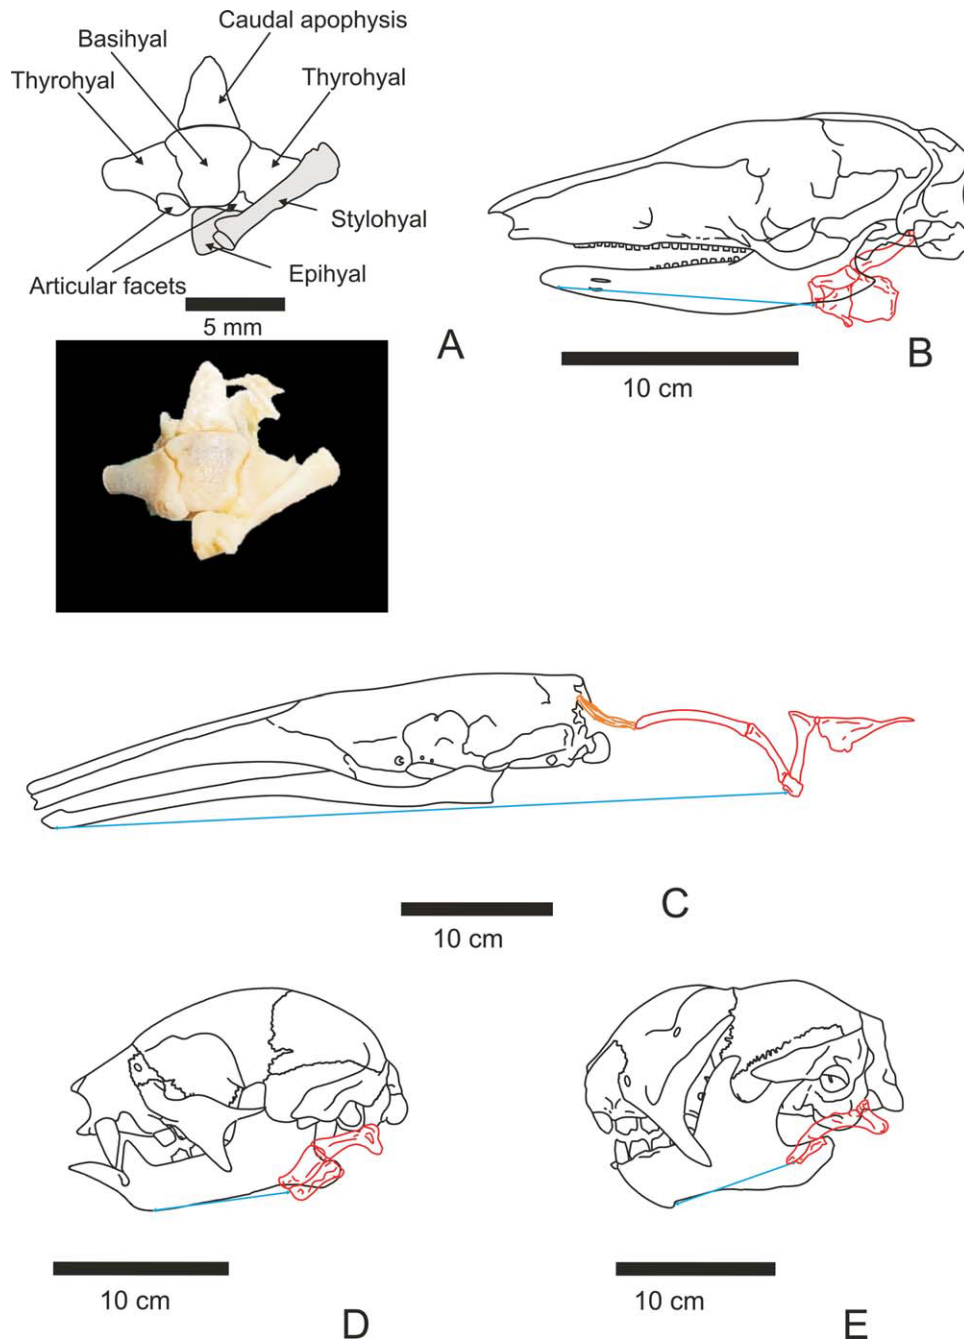 Caudal apophysis
Basihyal
Thyrohyal
Thyrohyal
Stylohyal
Articular facets
Epihyal
5 mm
A
B
10 cm
C
10 cm
10 cm
D
10 cm
E